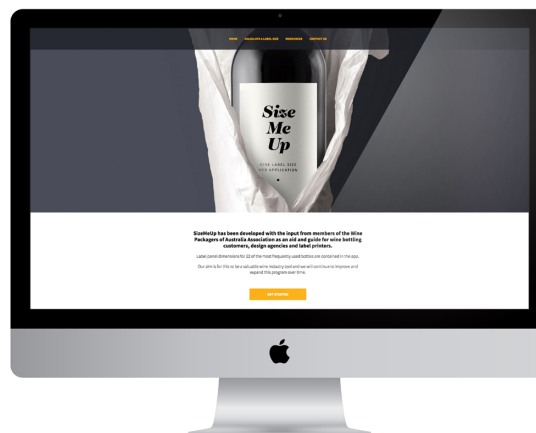 HOME CALCULATE A LABEL SIZE RESOURCES CONTACT US
Size
Me
Up
WINE LABEL SIZE
WEB APPLICATION
SizeMeUp has been developed with the input from members of the Wine
Packagers of Australia Association as an aid and guide for wine bottling
customers, design agencies and label printers.
Label panel dimensions for 32 of the most frequently used bottles are contained in the app.
Our aim is for this to be a valuable wine industry tool and we will continue to improve and
expand this program over time.
GET STARTED